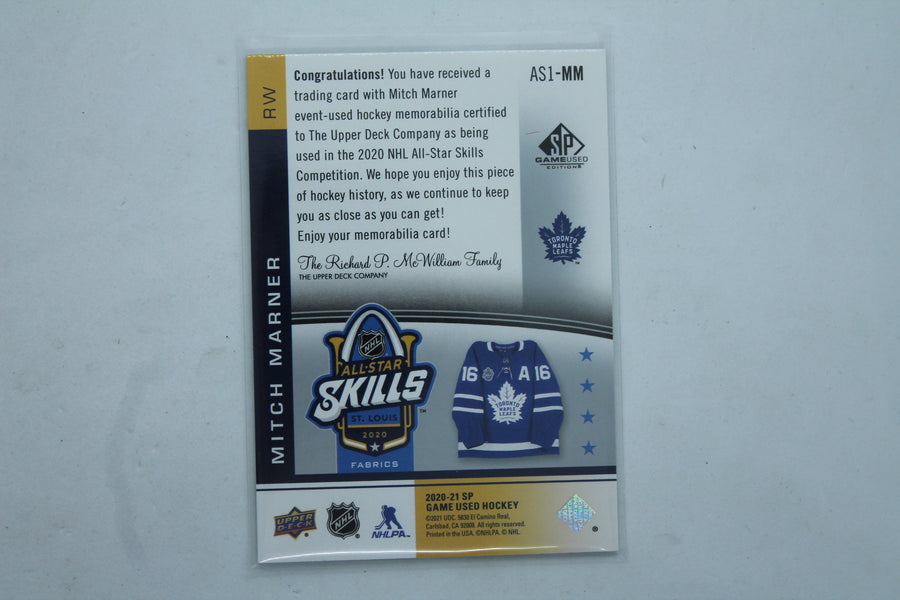 RW
MITCH MARNER
Congratulations! You have received a
trading card with Mitch Marner
event-used hockey memorabilia certified
to The Upper Deck Company as being
used in the 2020 NHL All-Star Skills
Competition. We hope you enjoy this piece
of hockey history, as we continue to keep
you as close as you can get!
Enjoy your memorabilia card!
The Richard P. McWilliam Family
THE UPPER DECK COMPANY
AS1-MM
SP
GAMEUSED
EDITION®
TORONTO
MAPLE
LEAFS
NHL
ALL-STAR
SKILLS™
ST. LOUIS
2020
FABRICS
16 A 16
TORONTO
MAPLE
LEAFS
UPPER
DECK
NHL
NHLPA™
2020-21 SP
GAME USED HOCKEY
©2021 UDC. 5830 El Camino Real,
Carlsbad, CA 92008. All rights reserved.
Printed in the USA. ©NHLPA. © NHL.
®